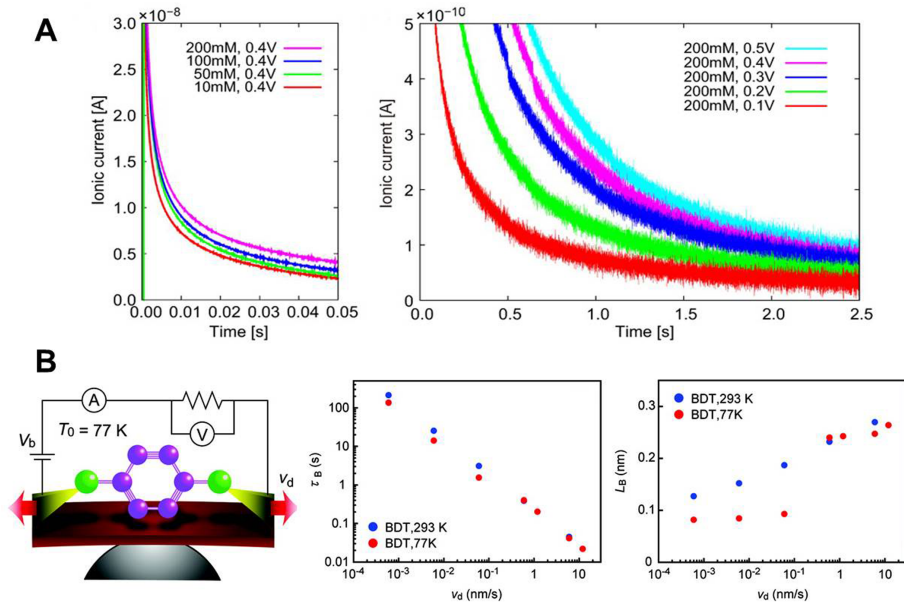 A
×10⁻⁸
3.0
2.5
2.0
1.5
1.0
0.5
0.0
Ionic current [A]
200mM, 0.4V
100mM, 0.4V
50mM, 0.4V
10mM, 0.4V
0.00 0.01 0.02 0.03 0.04 0.05
Time [s]
×10⁻¹⁰
5
4
3
2
1
0
Ionic current [A]
200mM, 0.5V
200mM, 0.4V
200mM, 0.3V
200mM, 0.2V
200mM, 0.1V
0.0 0.5 1.0 1.5 2.0 2.5
Time [s]
B
A
V
T₀ = 77 K
V_b
v_d
100
10
1
0.1
0.01
τ_B (s)
BDT,293 K
BDT,77K
10⁻⁴ 10⁻³ 10⁻² 10⁻¹ 1 10
v_d (nm/s)
0.3
0.2
0.1
0
L_B (nm)
BDT,293 K
BDT,77K
10⁻⁴ 10⁻³ 10⁻² 10⁻¹ 1 10
v_d (nm/s)